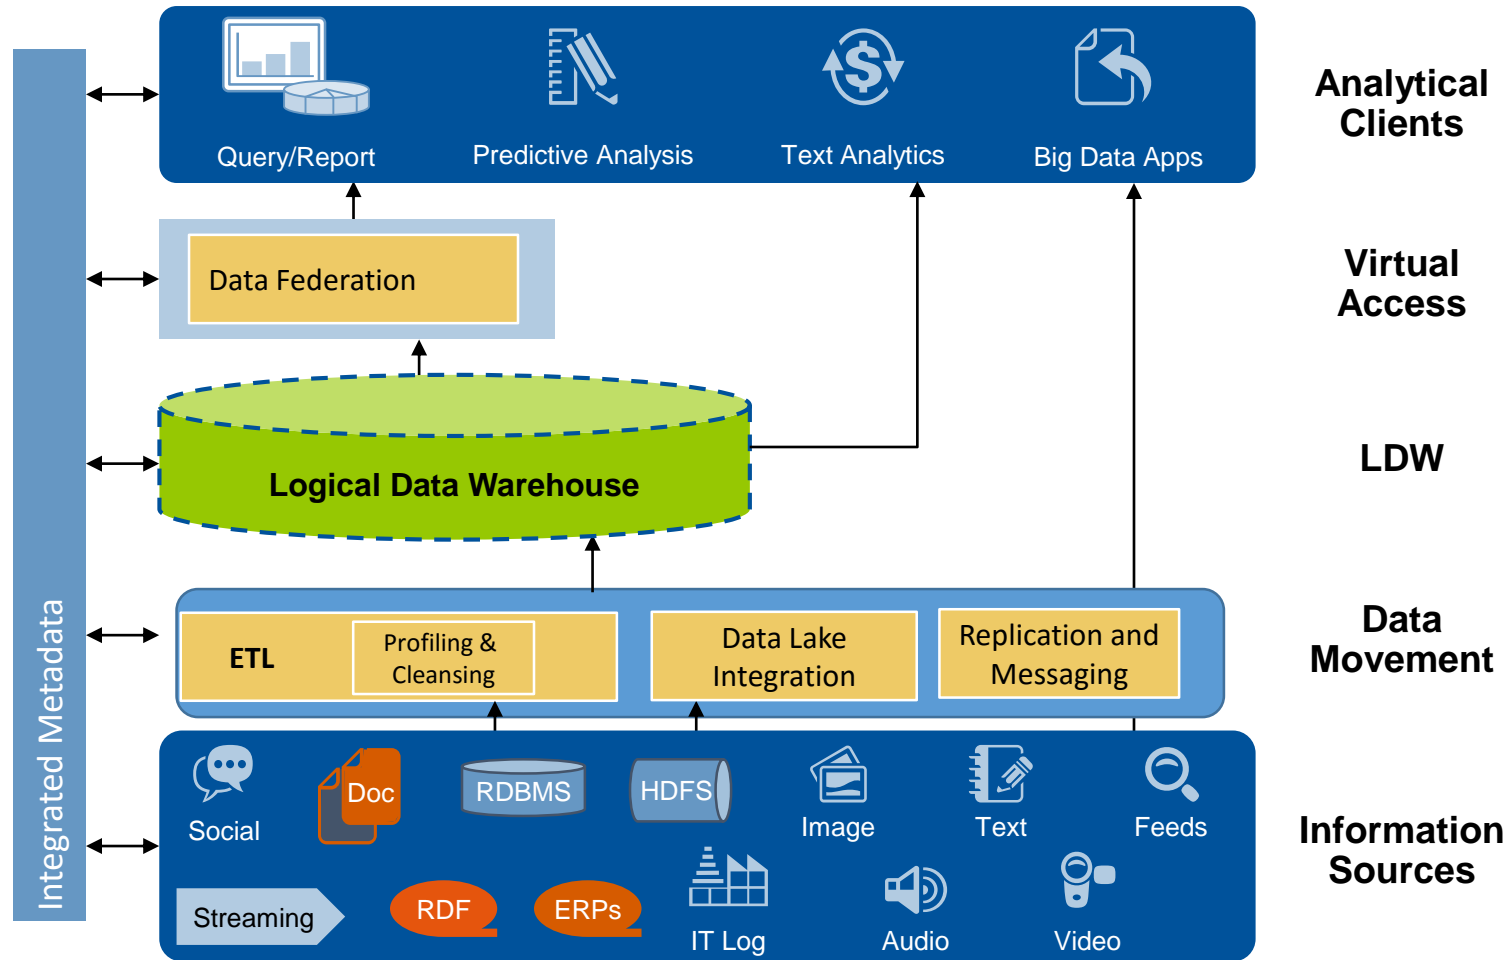 Query/Report
Predictive Analysis
Text Analytics
Big Data Apps
Analytical
Clients
Data Federation
Virtual
Access
Logical Data Warehouse
LDW
ETL
Profiling &
Cleansing
Data Lake
Integration
Replication and
Messaging
Data
Movement
Integrated Metadata
Social
Doc
RDBMS
HDFS
Image
Text
Feeds
Information
Sources
Streaming
RDF
ERPs
IT Log
Audio
Video